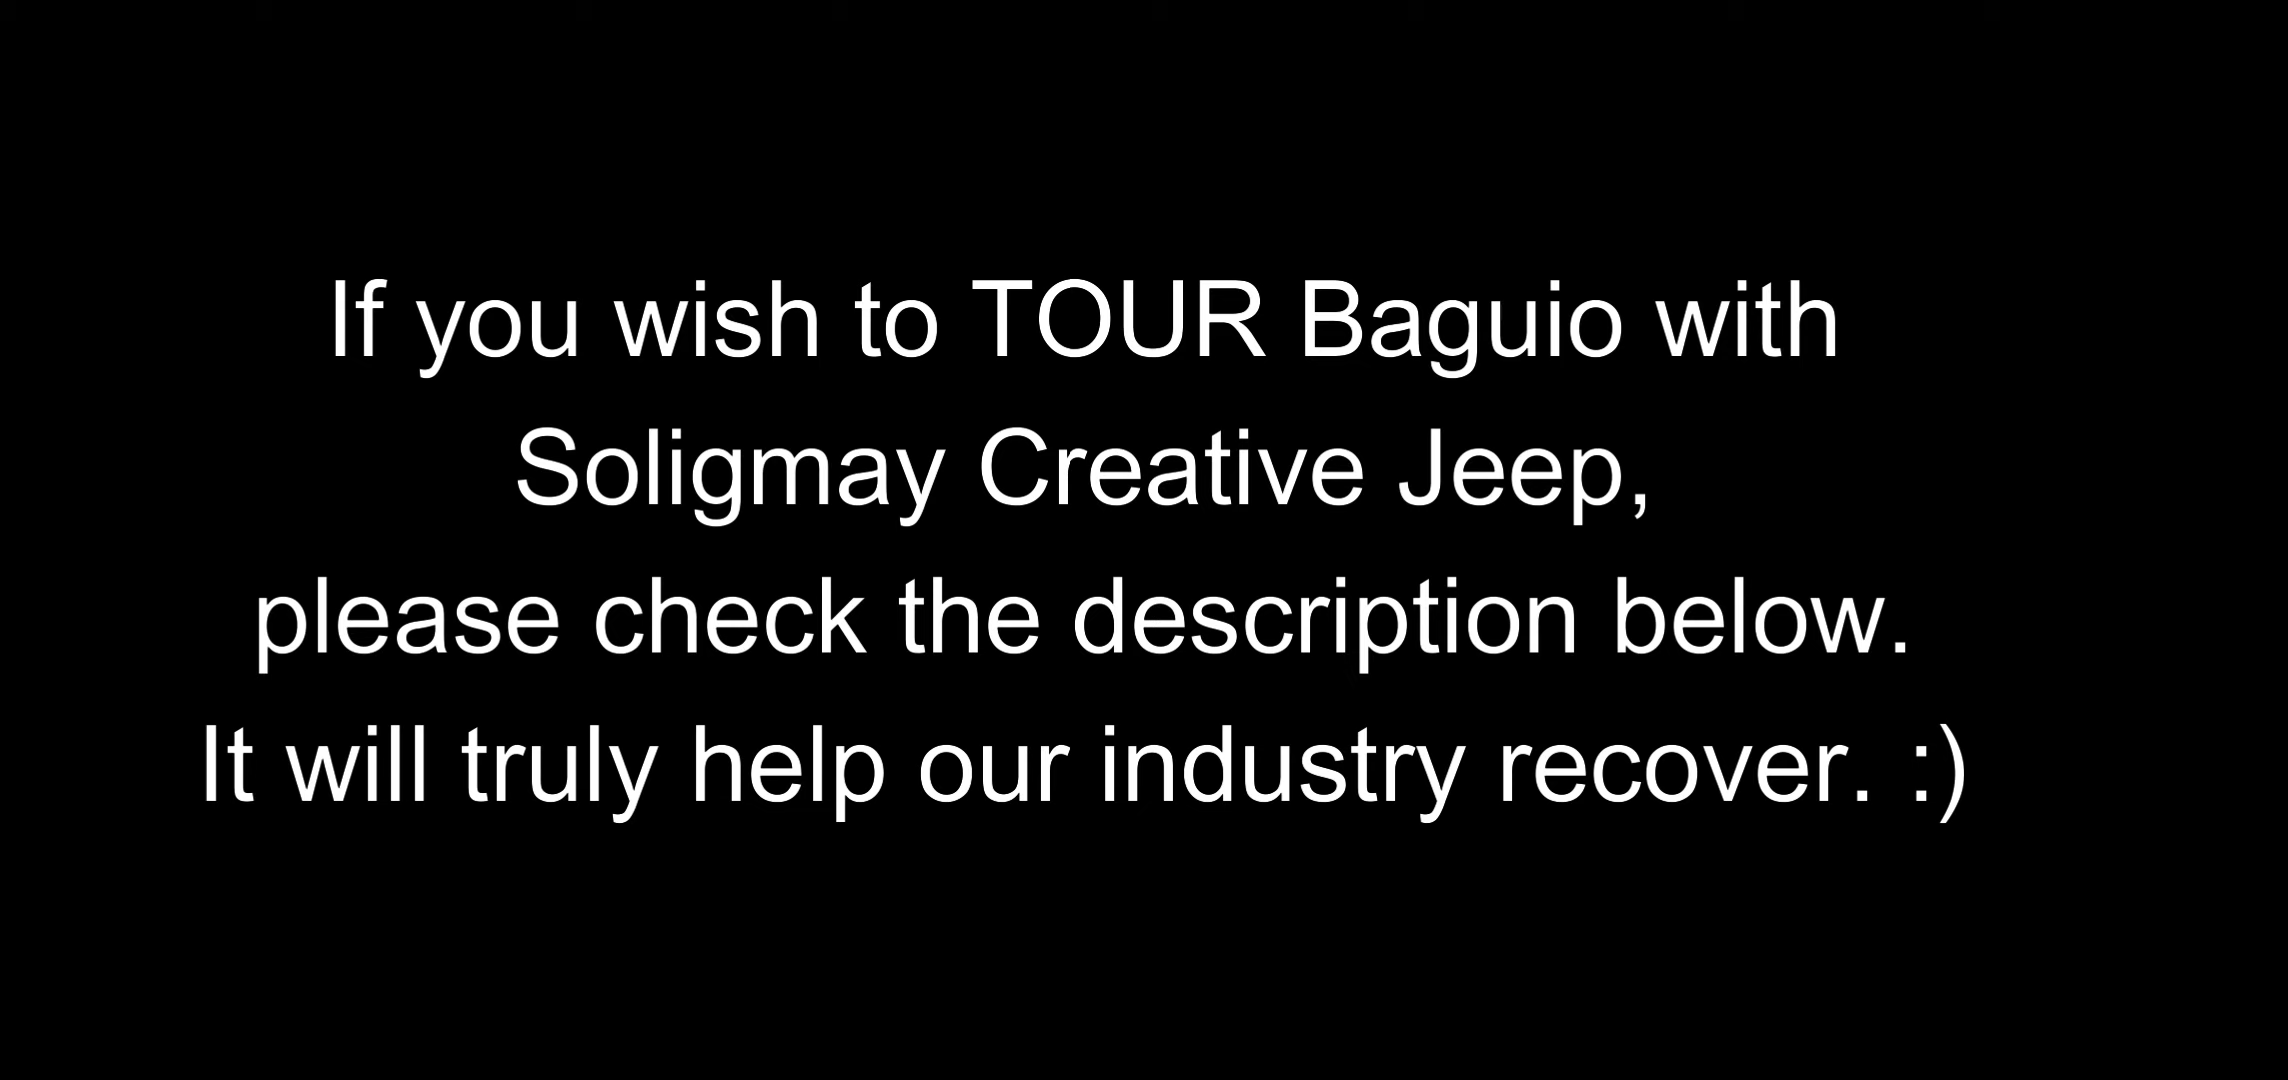 If you wish to TOUR Baguio with
Soligmay Creative Jeep,
please check the description below.
It will truly help our industry recover. :)